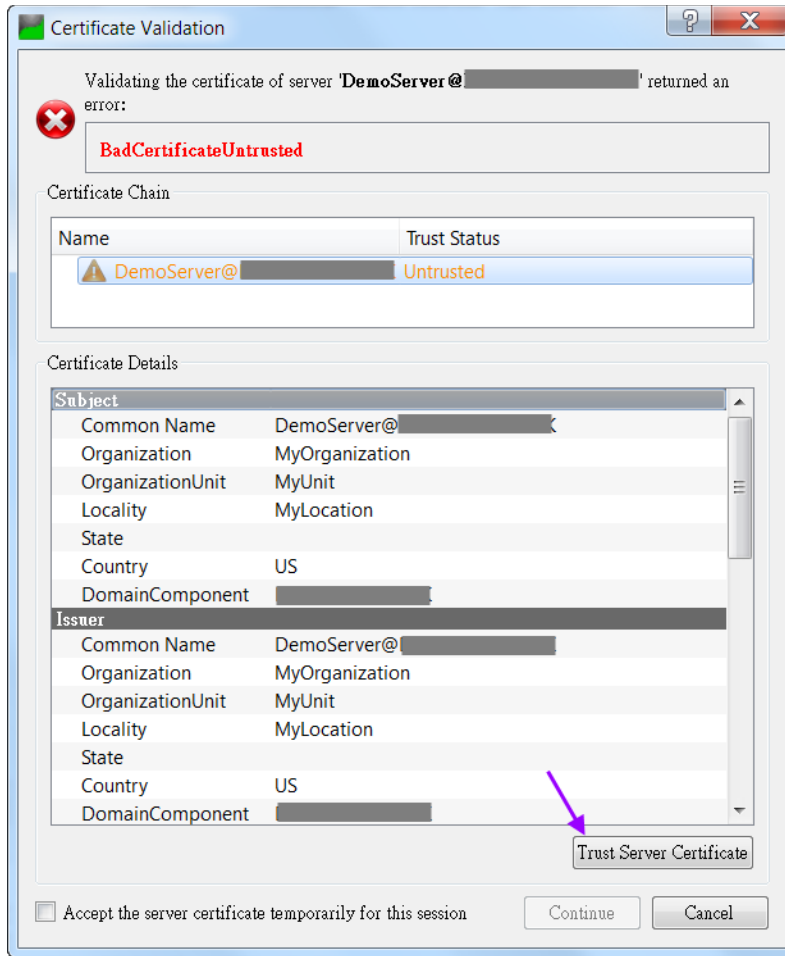 Certificate Validation
Validating the certificate of server 'DemoServer@ ' returned an
error:
BadCertificateUntrusted
Certificate Chain
Name Trust Status
DemoServer@ Untrusted
Certificate Details
Subject
Common Name DemoServer@
Organization MyOrganization
OrganizationUnit MyUnit
Locality MyLocation
State
Country US
DomainComponent
Issuer
Common Name DemoServer@
Organization MyOrganization
OrganizationUnit MyUnit
Locality MyLocation
State
Country US
DomainComponent
Trust Server Certificate
Accept the server certificate temporarily for this session Continue Cancel